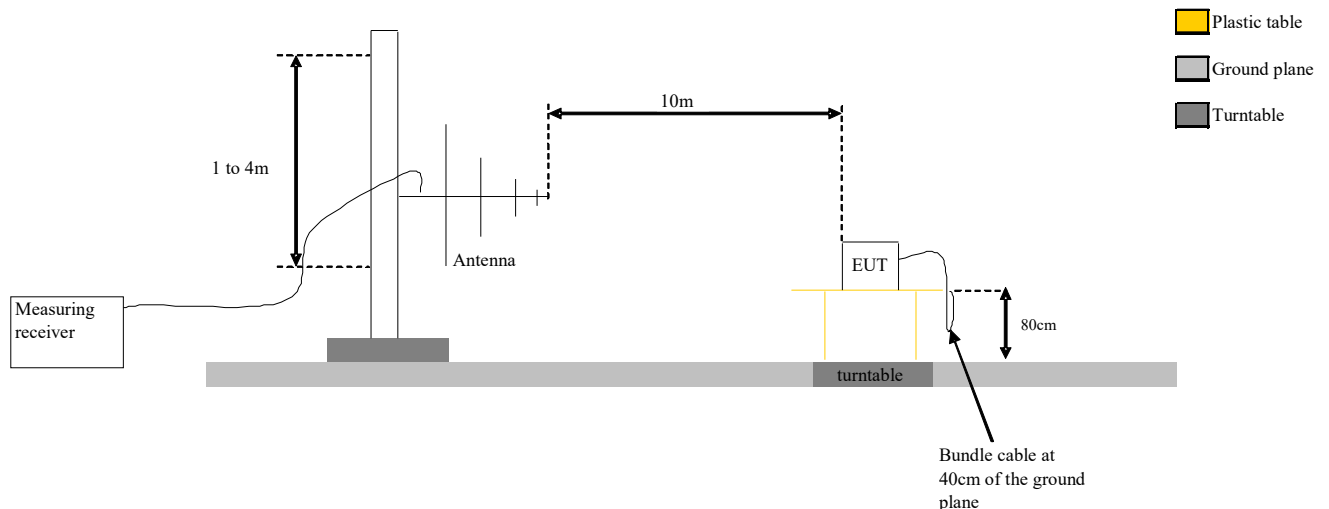 Plastic table
Ground plane
Turntable
10m
1 to 4m
Antenna
EUT
Measuring
receiver
80cm
turntable
Bundle cable at
40cm of the ground
plane